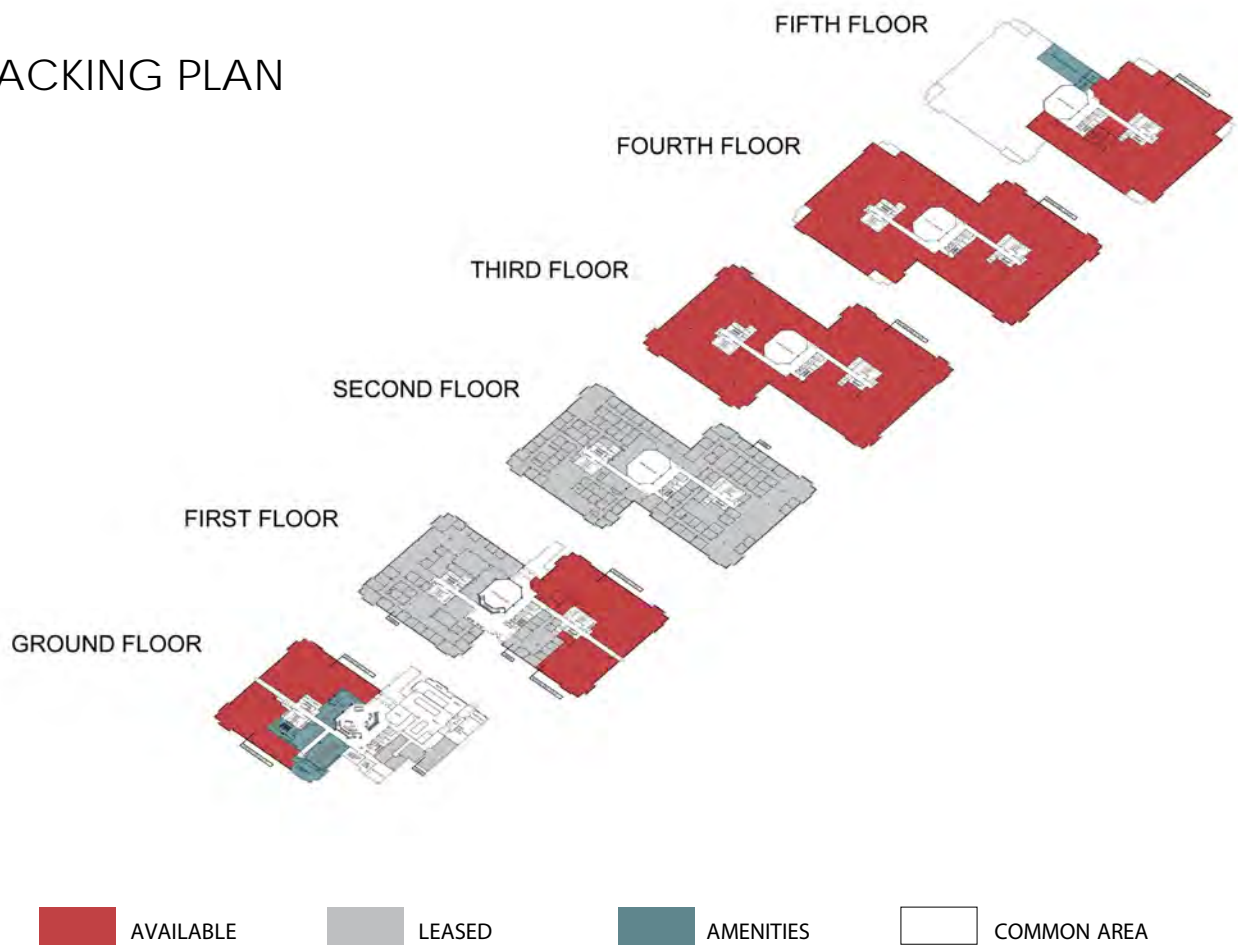 FIFTH FLOOR
ACKING PLAN
FOURTH FLOOR
THIRD FLOOR
SECOND FLOOR
FIRST FLOOR
GROUND FLOOR
AVAILABLE
LEASED
AMENITIES
COMMON AREA